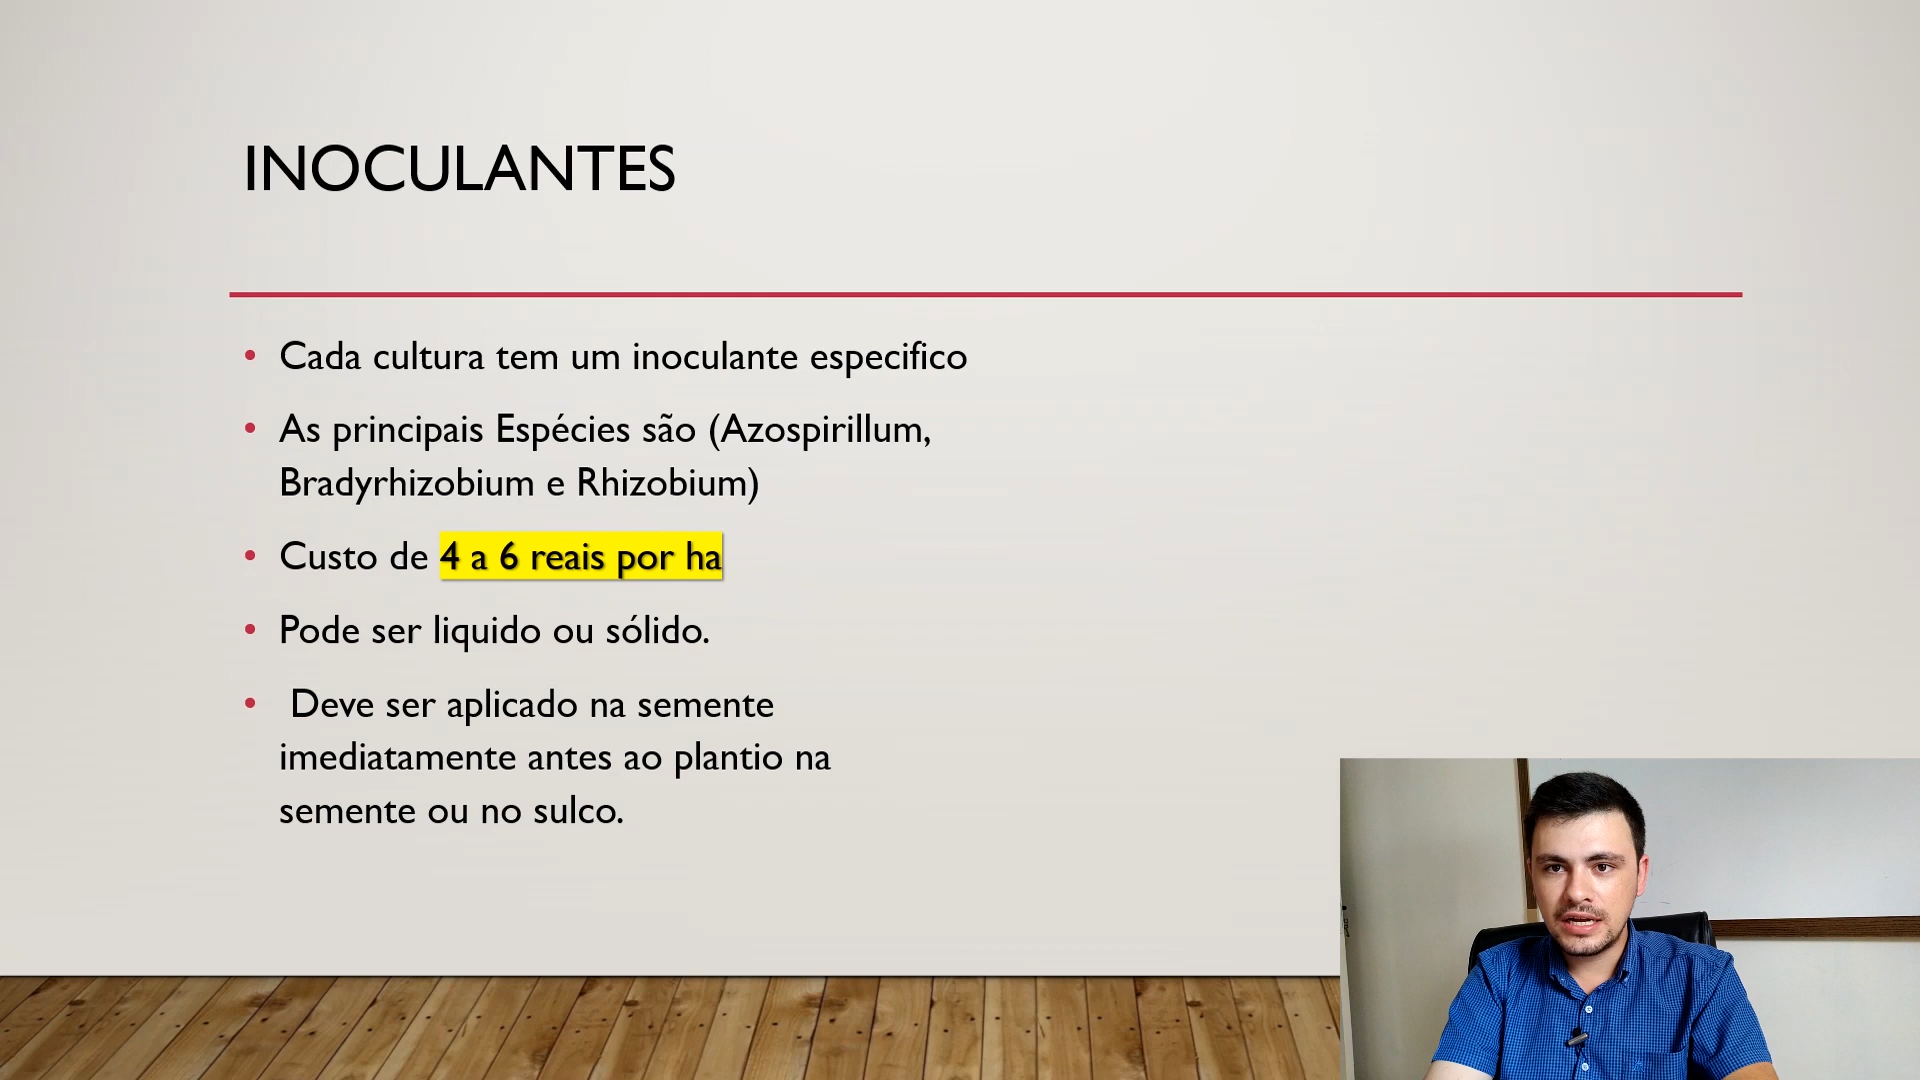 INOCULANTES
• Cada cultura tem um inoculante especifico
• As principais Espécies são (Azospirillum,
Bradyrhizobium e Rhizobium)
• Custo de 4 a 6 reais por ha
• Pode ser liquido ou sólido.
• Deve ser aplicado na semente
imediatamente antes ao plantio na
semente ou no sulco.